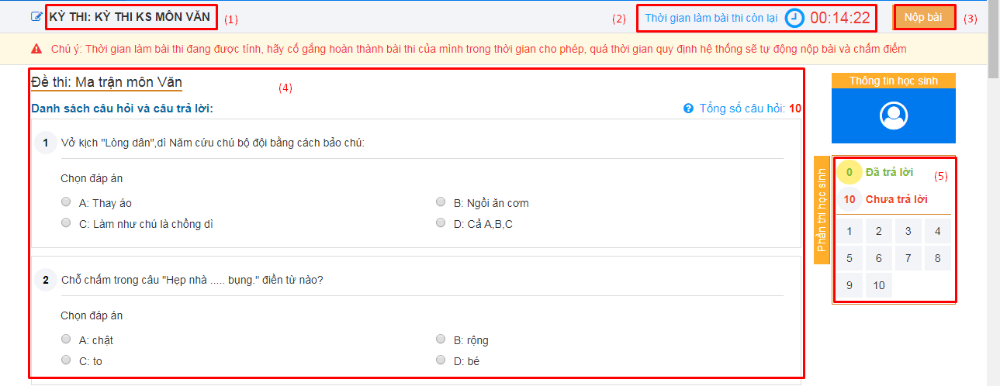 KỲ THI: KỲ THI KS MÔN VĂN (1)
(2) Thời gian làm bài thi còn lại 00:14:22 Nộp bài (3)
Chú ý: Thời gian làm bài thi đang được tính, hãy cố gắng hoàn thành bài thi của mình trong thời gian cho phép, quá thời gian quy định hệ thống sẽ tự động nộp bài và chấm điểm
Đề thi: Ma trận môn Văn (4)
Danh sách câu hỏi và câu trả lời: Tổng số câu hỏi: 10
1 Vở kịch "Lòng dân",dì Năm cứu chú bộ đội bằng cách bảo chú:
Chọn đáp án
A: Thay áo B: Ngồi ăn cơm
C: Làm như chú là chồng dì D: Cả A,B,C
2 Chỗ chấm trong câu "Hẹp nhà ..... bụng." điền từ nào?
Chọn đáp án
A: chật B: rộng
C: to D: bé
Thông tin học sinh
Phần thi học sinh
0 Đã trả lời (5)
10 Chưa trả lời
1 2 3 4
5 6 7 8
9 10